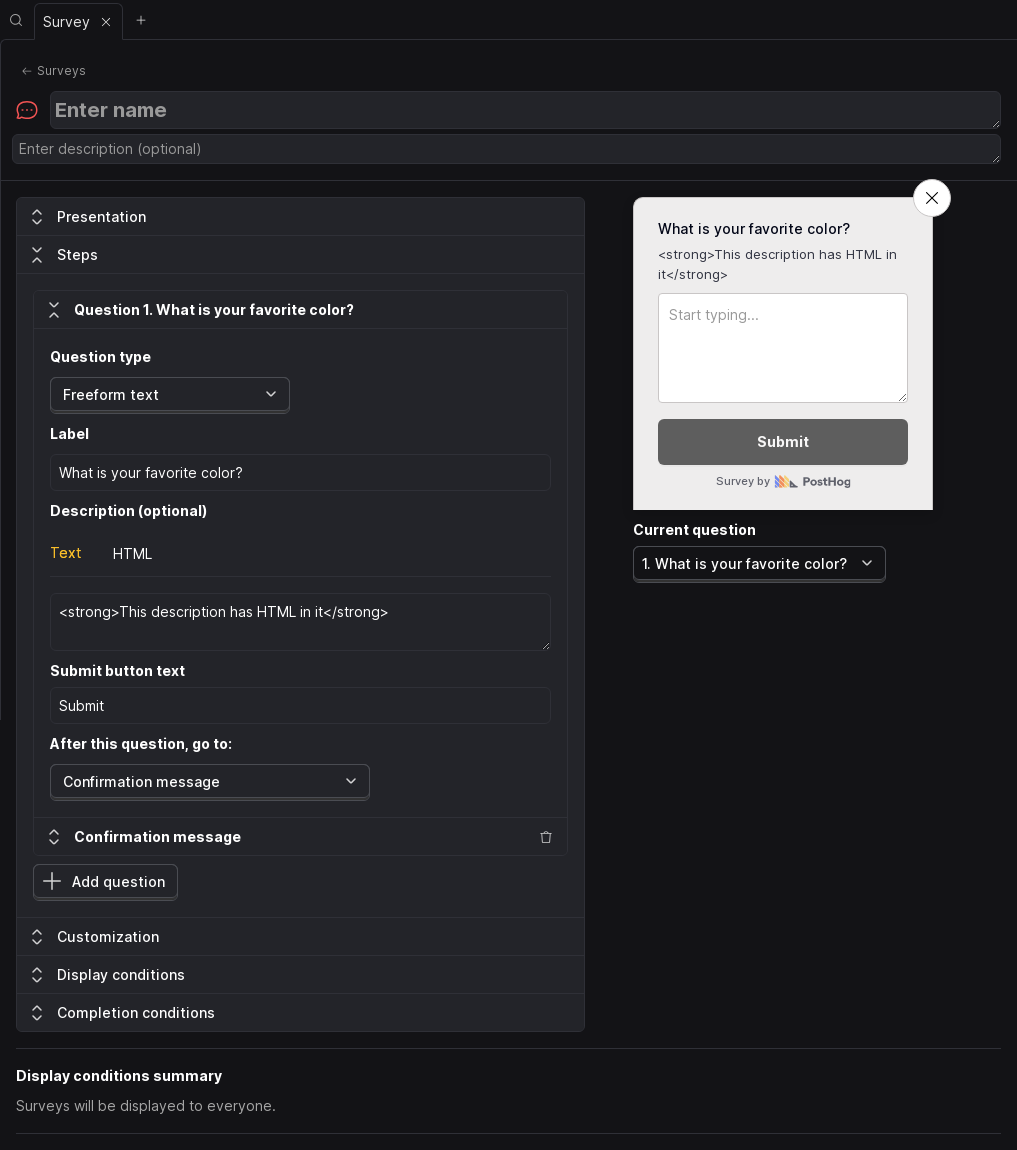 Survey
← Surveys
Enter name
Enter description (optional)
Presentation
Steps
Question 1. What is your favorite color?
Question type
Freeform text
Label
What is your favorite color?
Description (optional)
Text HTML
<strong>This description has HTML in it</strong>
Submit button text
Submit
After this question, go to:
Confirmation message
Confirmation message
Add question
Customization
Display conditions
Completion conditions
What is your favorite color?
<strong>This description has HTML in
it</strong>
Start typing...
Submit
Survey by PostHog
Current question
1. What is your favorite color?
Display conditions summary
Surveys will be displayed to everyone.